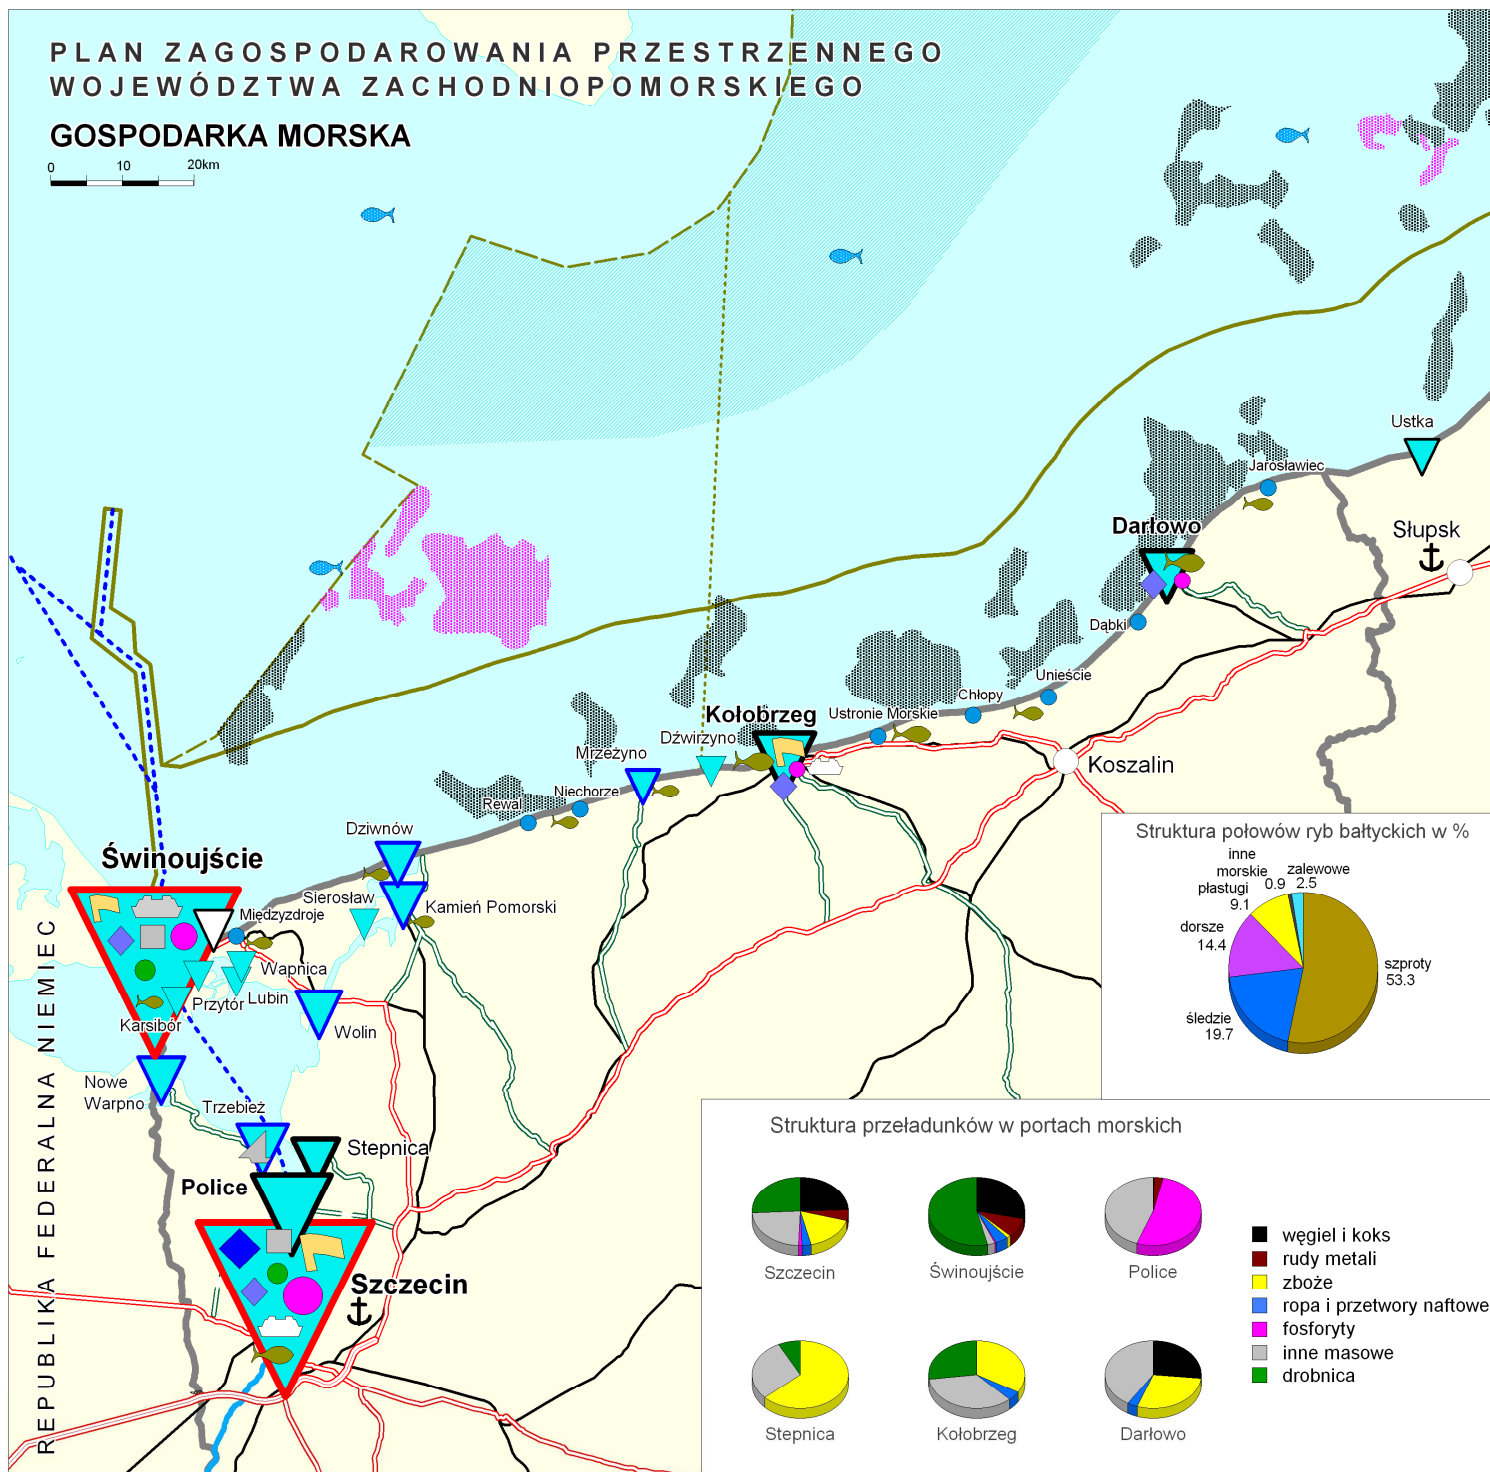 PLAN ZAGOSPODAROWANIA PRZESTRZENNEGO
WOJEWÓDZTWA ZACHODNIOPOMORSKIEGO
GOSPODARKA MORSKA
0 10 20km
Ustka
Jarosławiec
Słupsk
Darłowo
Dąbki
Unieście
Chłopy
Ustronie Morskie
Kołobrzeg
Dźwirzyno
Mrzeżyno
Niechorze
Rewal
Koszalin
Dziwnów
Sierosław
Kamień Pomorski
Świnoujście
Międzyzdroje
Wapnica
Lubin
Przytór
Karsibór
Wolin
Nowe
Warpno
Trzebież
Stepnica
Police
Szczecin
REPUBLIKA FEDERALNA NIEMIEC
Struktura połowów ryb bałtyckich w %
inne
morskie
0.9
zalewowe
2.5
płastugi
9.1
dorsze
14.4
szproty
53.3
śledzie
19.7
Struktura przeładunków w portach morskich
Szczecin
Świnoujście
Police
Stepnica
Kołobrzeg
Darłowo
węgiel i koks
rudy metali
zboże
ropa i przetwory naftowe
fosforyty
inne masowe
drobnica